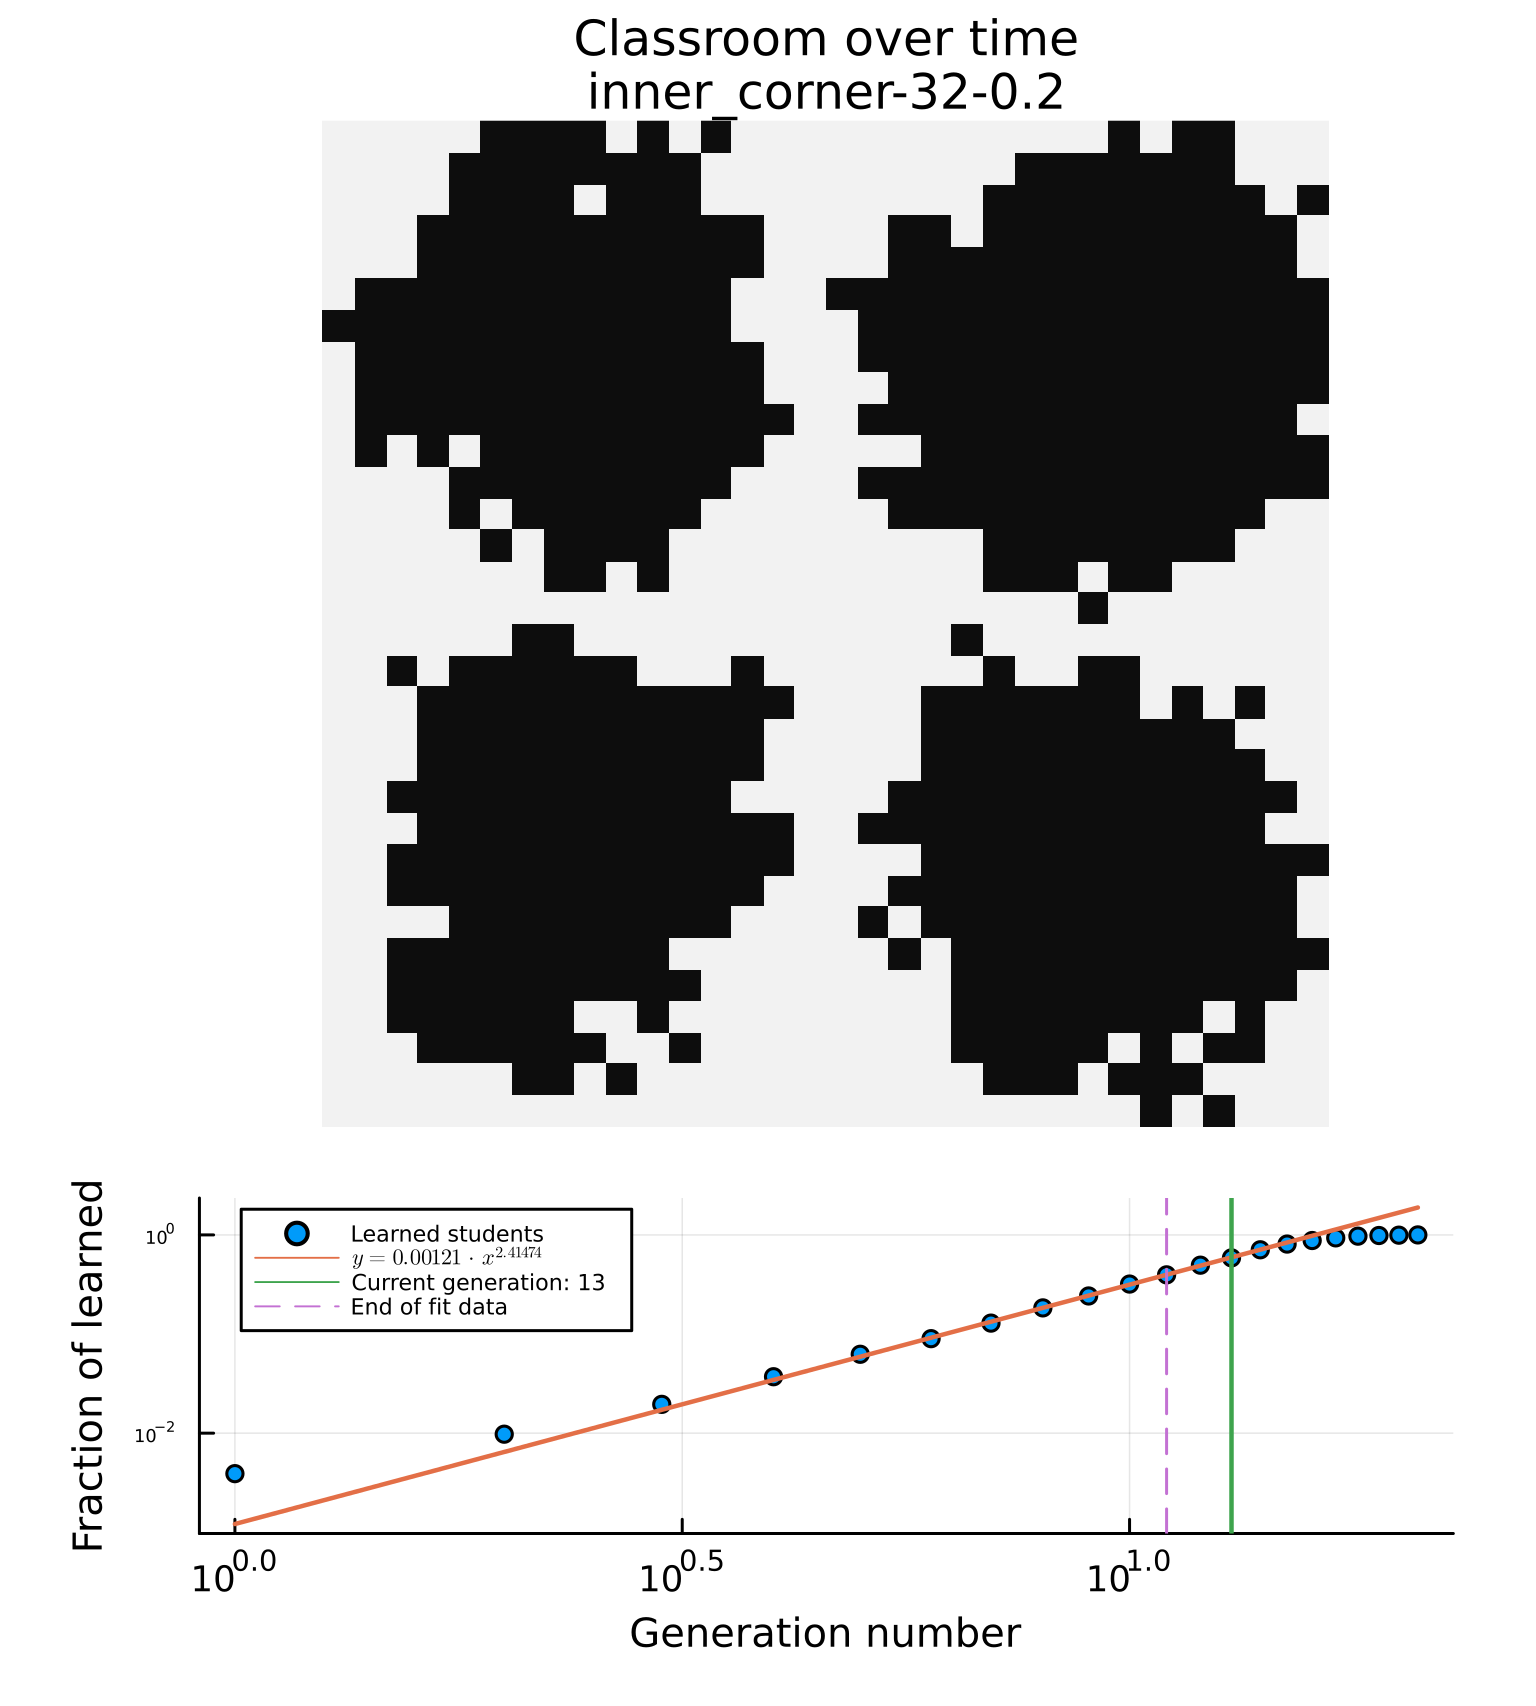 Classroom over time
inner_corner-32-0.2
Fraction of learned
10^0
10^−2
Learned students
y = 0.00121 · x^2.41474
Current generation: 13
End of fit data
10^0.0 10^0.5 10^1.0
Generation number